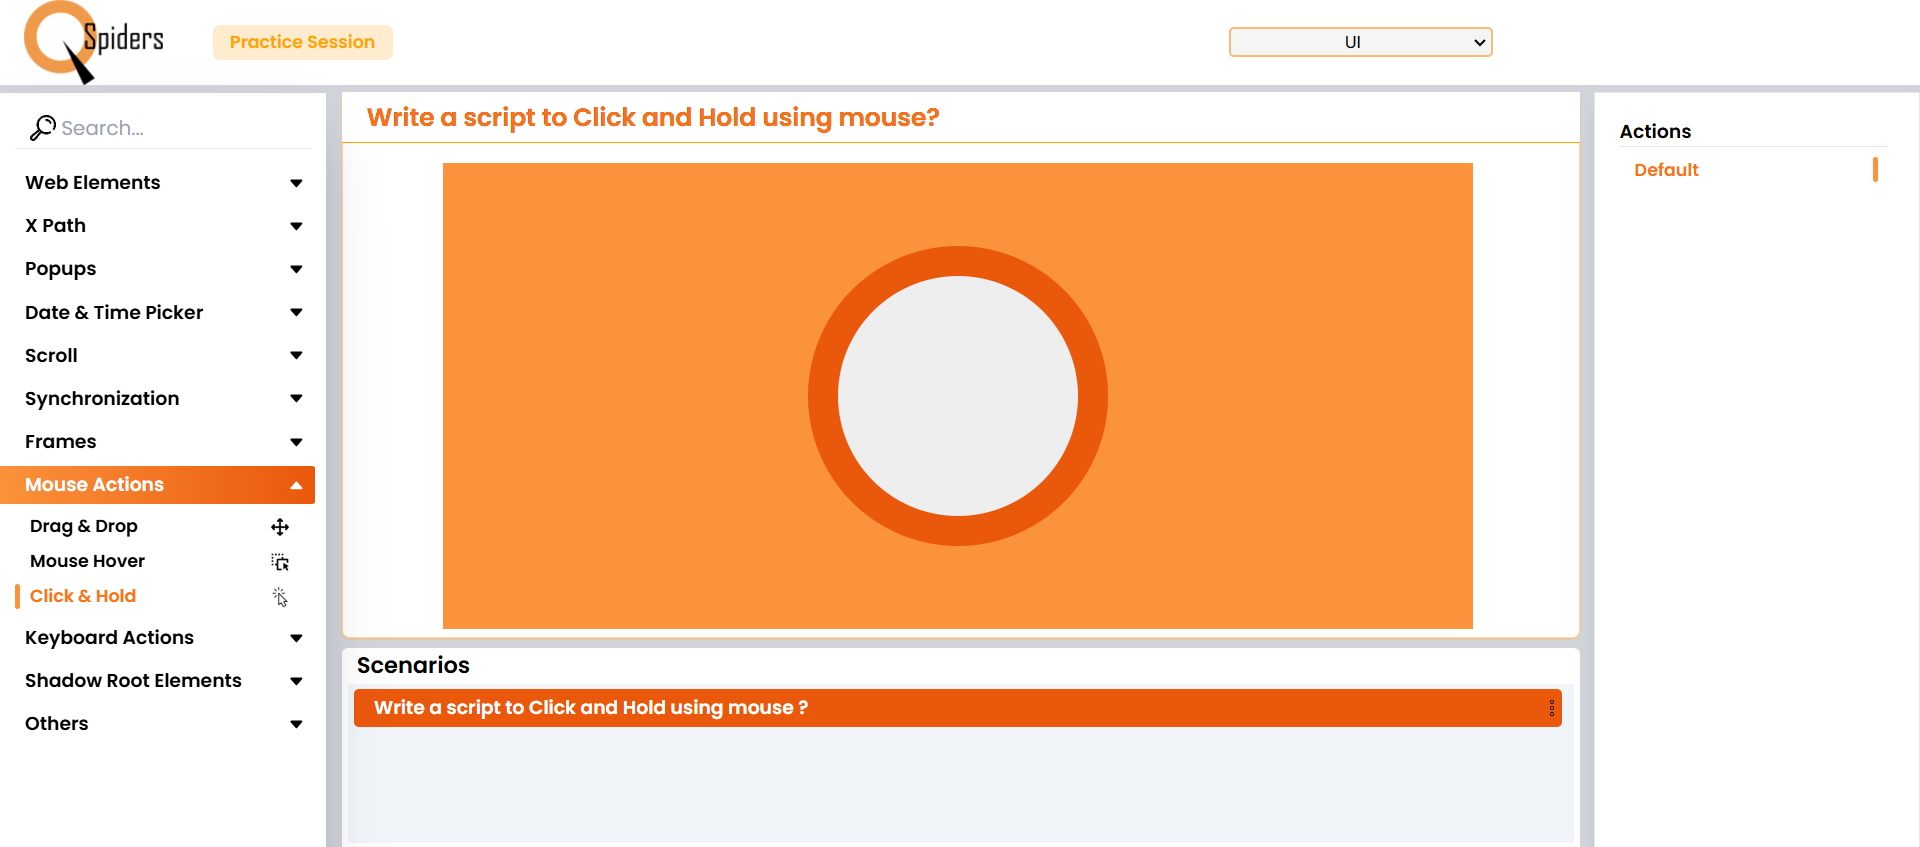 Spiders
Practice Session
UI
Search...
Web Elements
X Path
Popups
Date & Time Picker
Scroll
Synchronization
Frames
Mouse Actions
Drag & Drop
Mouse Hover
Click & Hold
Keyboard Actions
Shadow Root Elements
Others
Write a script to Click and Hold using mouse?
Scenarios
Write a script to Click and Hold using mouse ?
Actions
Default